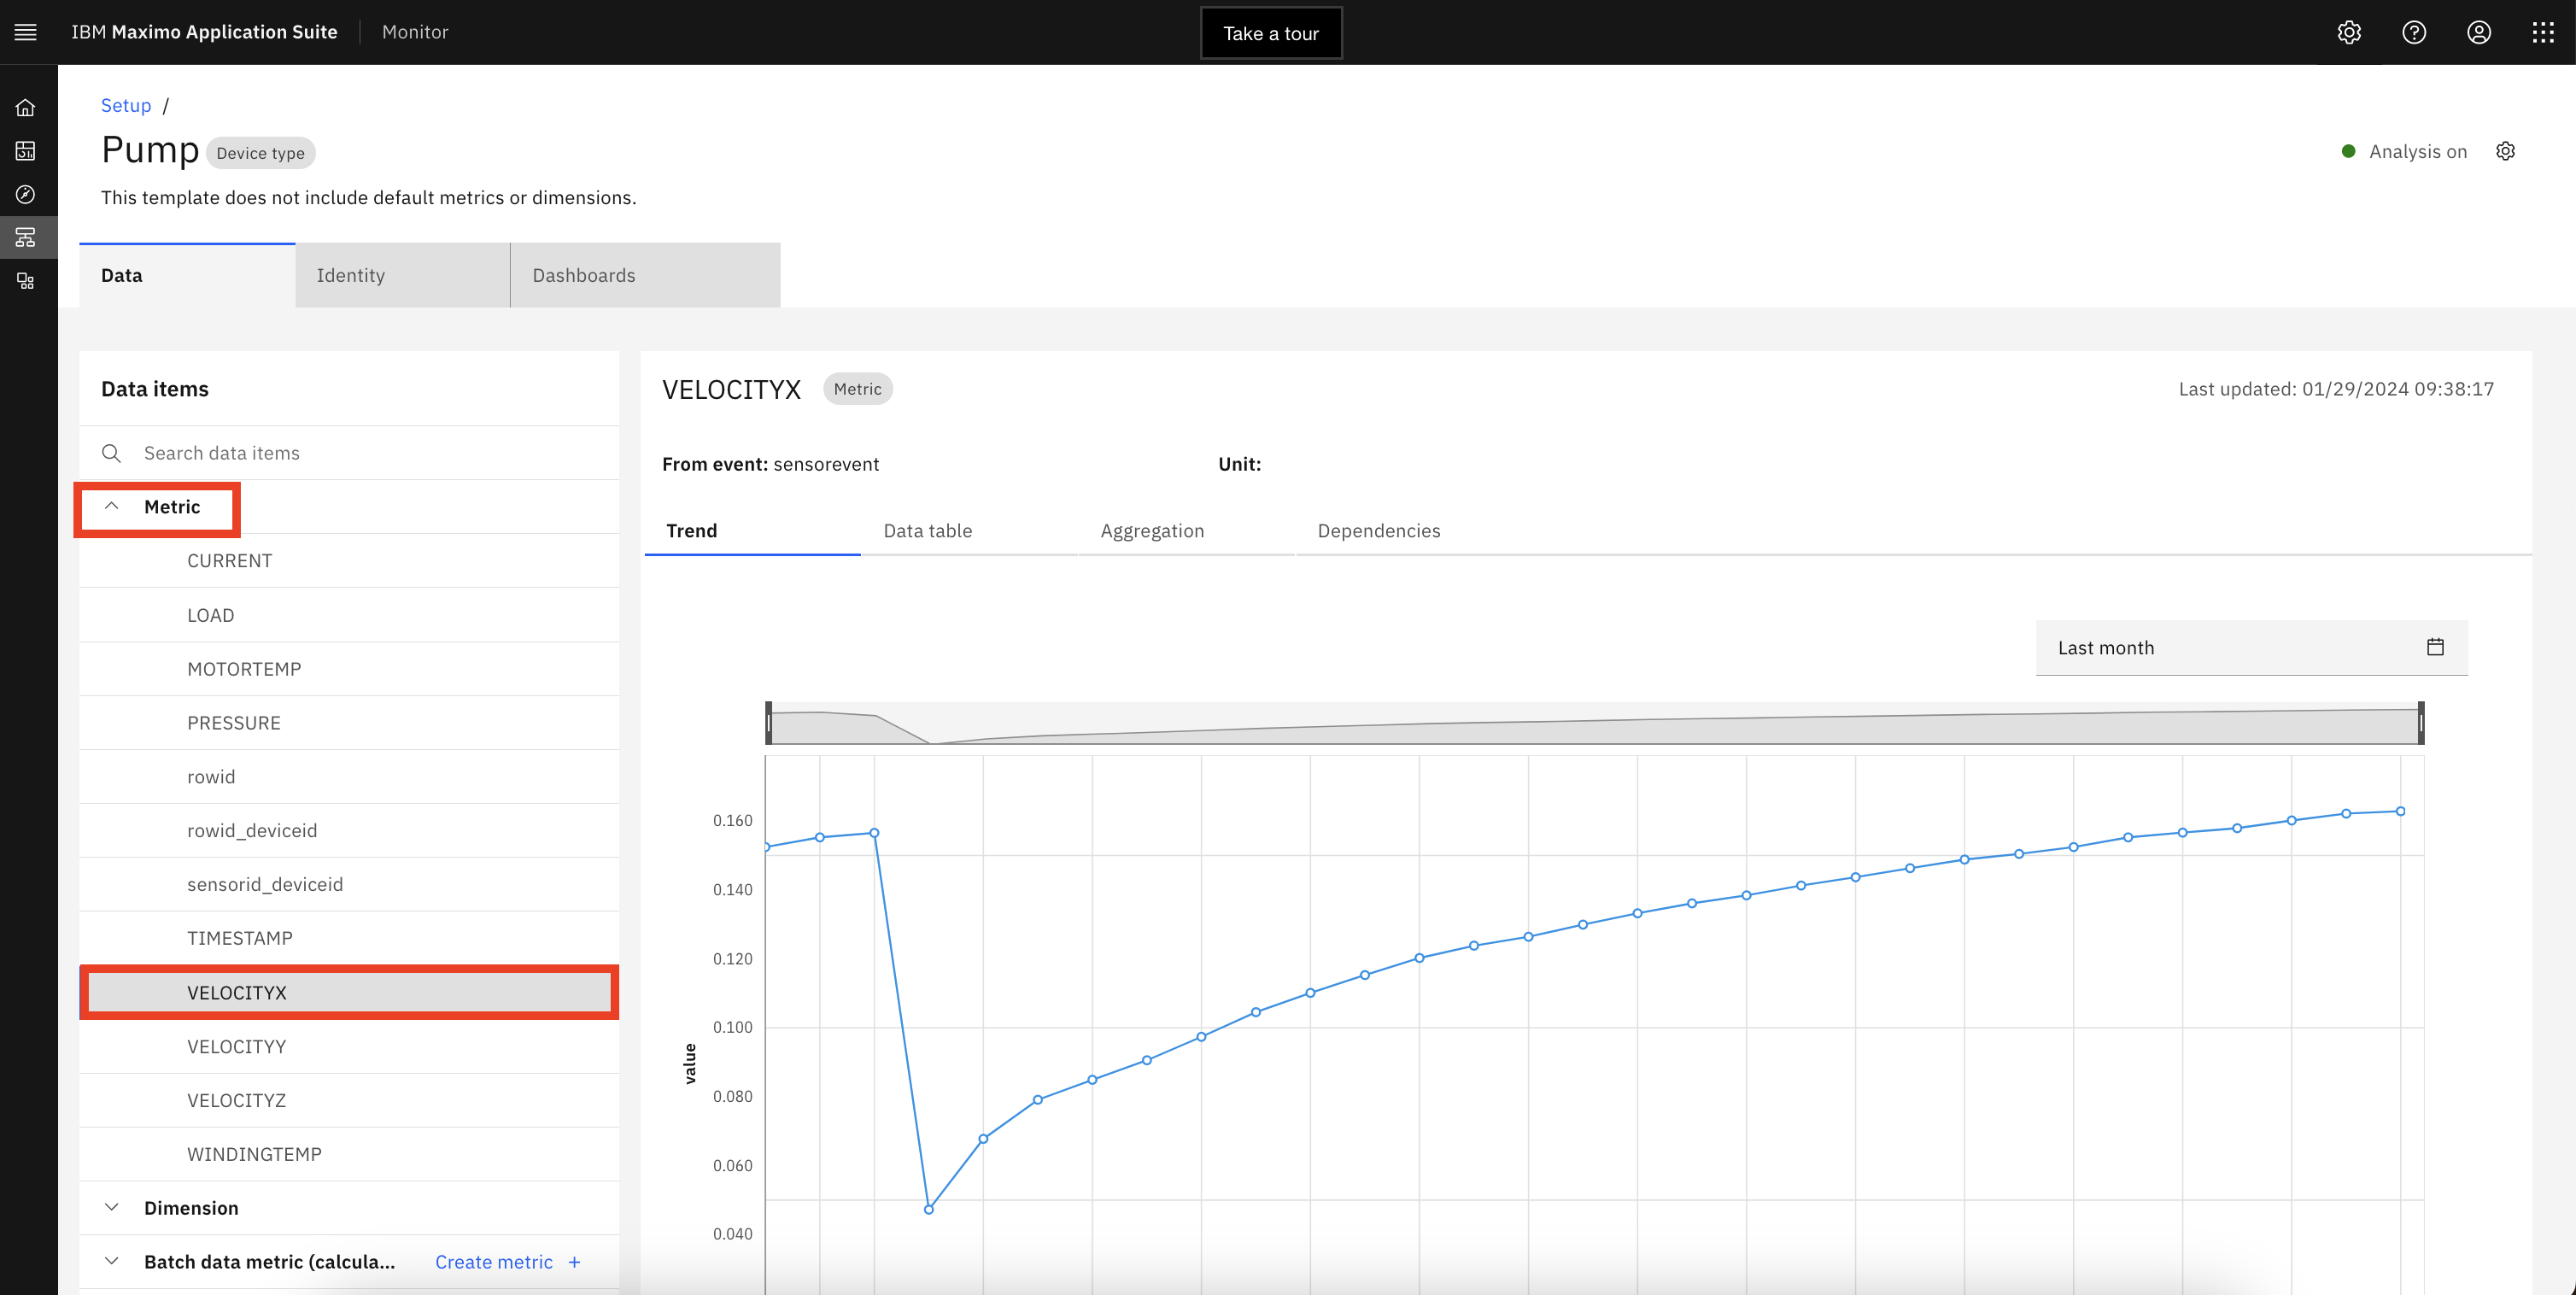 IBM Maximo Application Suite
Monitor
Take a tour
Setup /
Pump
Device type
Analysis on
This template does not include default metrics or dimensions.
Data
Identity
Dashboards
Data items
Search data items
Metric
CURRENT
LOAD
MOTORTEMP
PRESSURE
rowid
rowid_deviceid
sensorid_deviceid
TIMESTAMP
VELOCITYX
VELOCITYY
VELOCITYZ
WINDINGTEMP
Dimension
Batch data metric (calcula...
Create metric +
VELOCITYX
Metric
Last updated: 01/29/2024 09:38:17
From event: sensorevent
Unit:
Trend
Data table
Aggregation
Dependencies
Last month
0.160
0.140
0.120
0.100
0.080
0.060
0.040
value